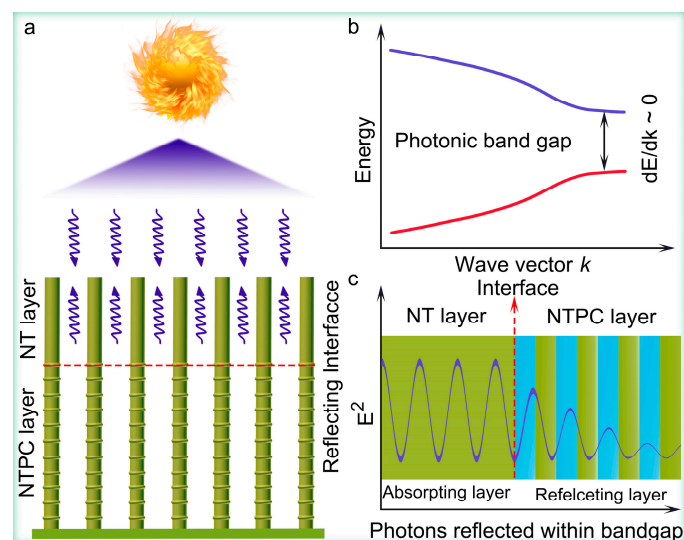 a
NT layer
NTPC layer
Reflecting Interfacce
b
Energy
Photonic band gap
dE/dk ~ 0
Wave vector k
c
Interface
NT layer
NTPC layer
E²
Absorpting layer
Refelceting layer
Photons reflected within bandgap